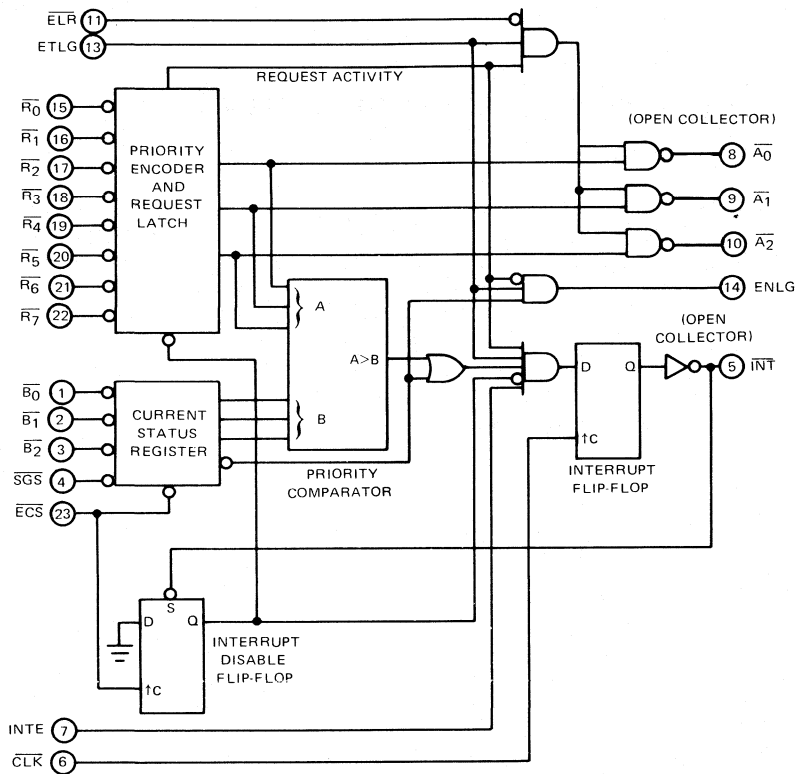 ELR 11
ETLG 13
REQUEST ACTIVITY
R0 15
R1 16
R2 17
R3 18
R4 19
R5 20
R6 21
R7 22
PRIORITY
ENCODER
AND
REQUEST
LATCH
(OPEN COLLECTOR)
8 A0
9 A1
10 A2
14 ENLG
A
B
A>B
PRIORITY
COMPARATOR
(OPEN
COLLECTOR)
D Q
↑C
5 INT
INTERRUPT
FLIP-FLOP
B0 1
B1 2
B2 3
SGS 4
ECS 23
CURRENT
STATUS
REGISTER
S
D Q
↑C
INTERRUPT
DISABLE
FLIP-FLOP
INTE 7
CLK 6